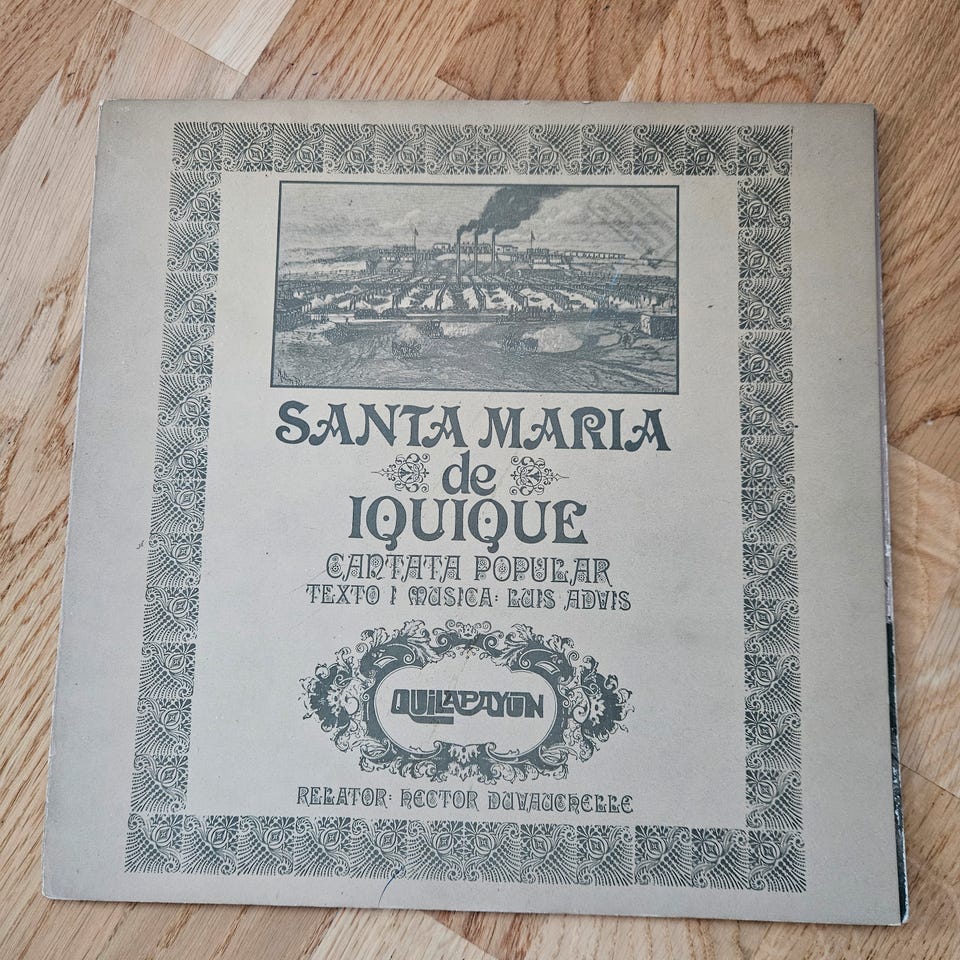 SANTA MARIA
de
IQUIQUE
CANTATA POPULAR
TEXTO I MUSICA: LUIS ADVIS
QUILAPAYUN
RELATOR: HECTOR DUVAUCHELLE